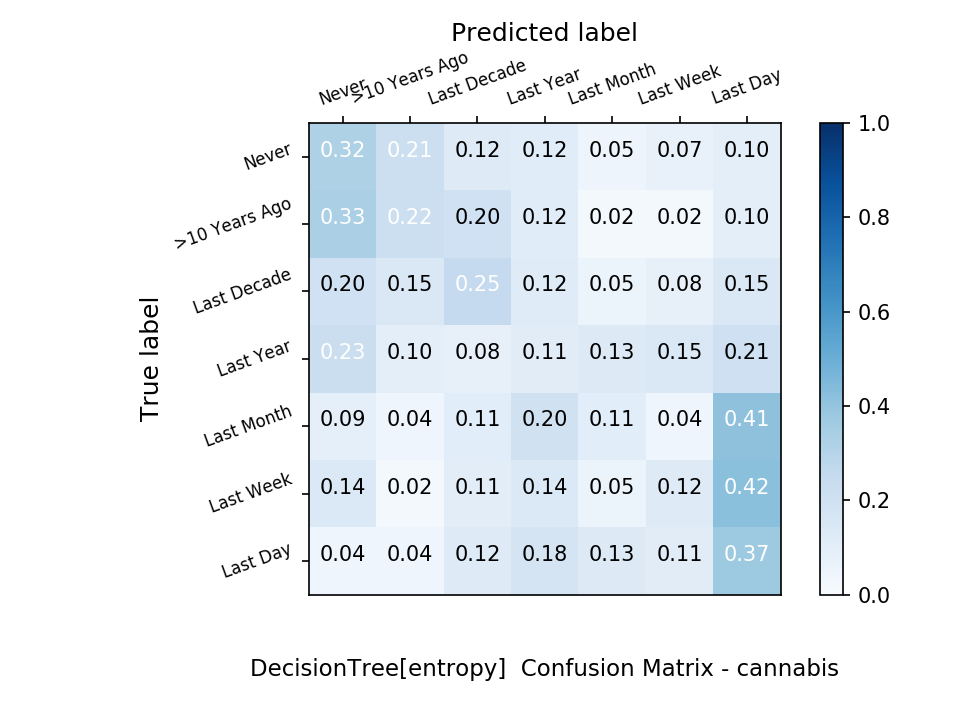 Predicted label
Never
>10 Years Ago
Last Decade
Last Year
Last Month
Last Week
Last Day
True label
Never 0.32 0.21 0.12 0.12 0.05 0.07 0.10
>10 Years Ago 0.33 0.22 0.20 0.12 0.02 0.02 0.10
Last Decade 0.20 0.15 0.25 0.12 0.05 0.08 0.15
Last Year 0.23 0.10 0.08 0.11 0.13 0.15 0.21
Last Month 0.09 0.04 0.11 0.20 0.11 0.04 0.41
Last Week 0.14 0.02 0.11 0.14 0.05 0.12 0.42
Last Day 0.04 0.04 0.12 0.18 0.13 0.11 0.37
1.0
0.8
0.6
0.4
0.2
0.0
DecisionTree[entropy]  Confusion Matrix - cannabis